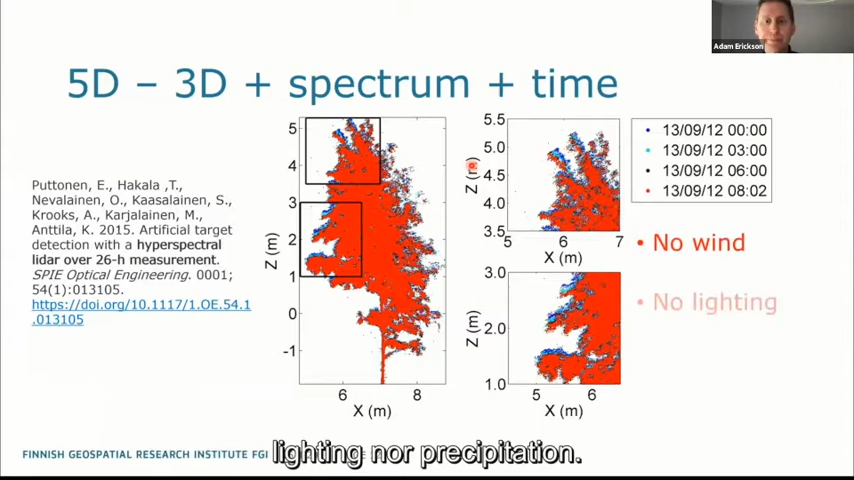 Adam Erickson
5D – 3D + spectrum + time
Puttonen, E., Hakala ,T.,
Nevalainen, O., Kaasalainen, S.,
Krooks, A., Karjalainen, M.,
Anttila, K. 2015. Artificial target
detection with a hyperspectral
lidar over 26-h measurement.
SPIE Optical Engineering. 0001;
54(1):013105.
https://doi.org/10.1117/1.OE.54.1
.013105
5
4
3
2
1
0
-1
Z (m)
6 8
X (m)
5.5
5.0
4.5
4.0
3.5
Z (m)
5 6 7
X (m)
3.0
2.0
1.0
Z (m)
5 6
X (m)
13/09/12 00:00
13/09/12 03:00
13/09/12 06:00
13/09/12 08:02
• No wind
• No lighting
FINNISH GEOSPATIAL RESEARCH INSTITUTE FGI
lighting nor precipitation.